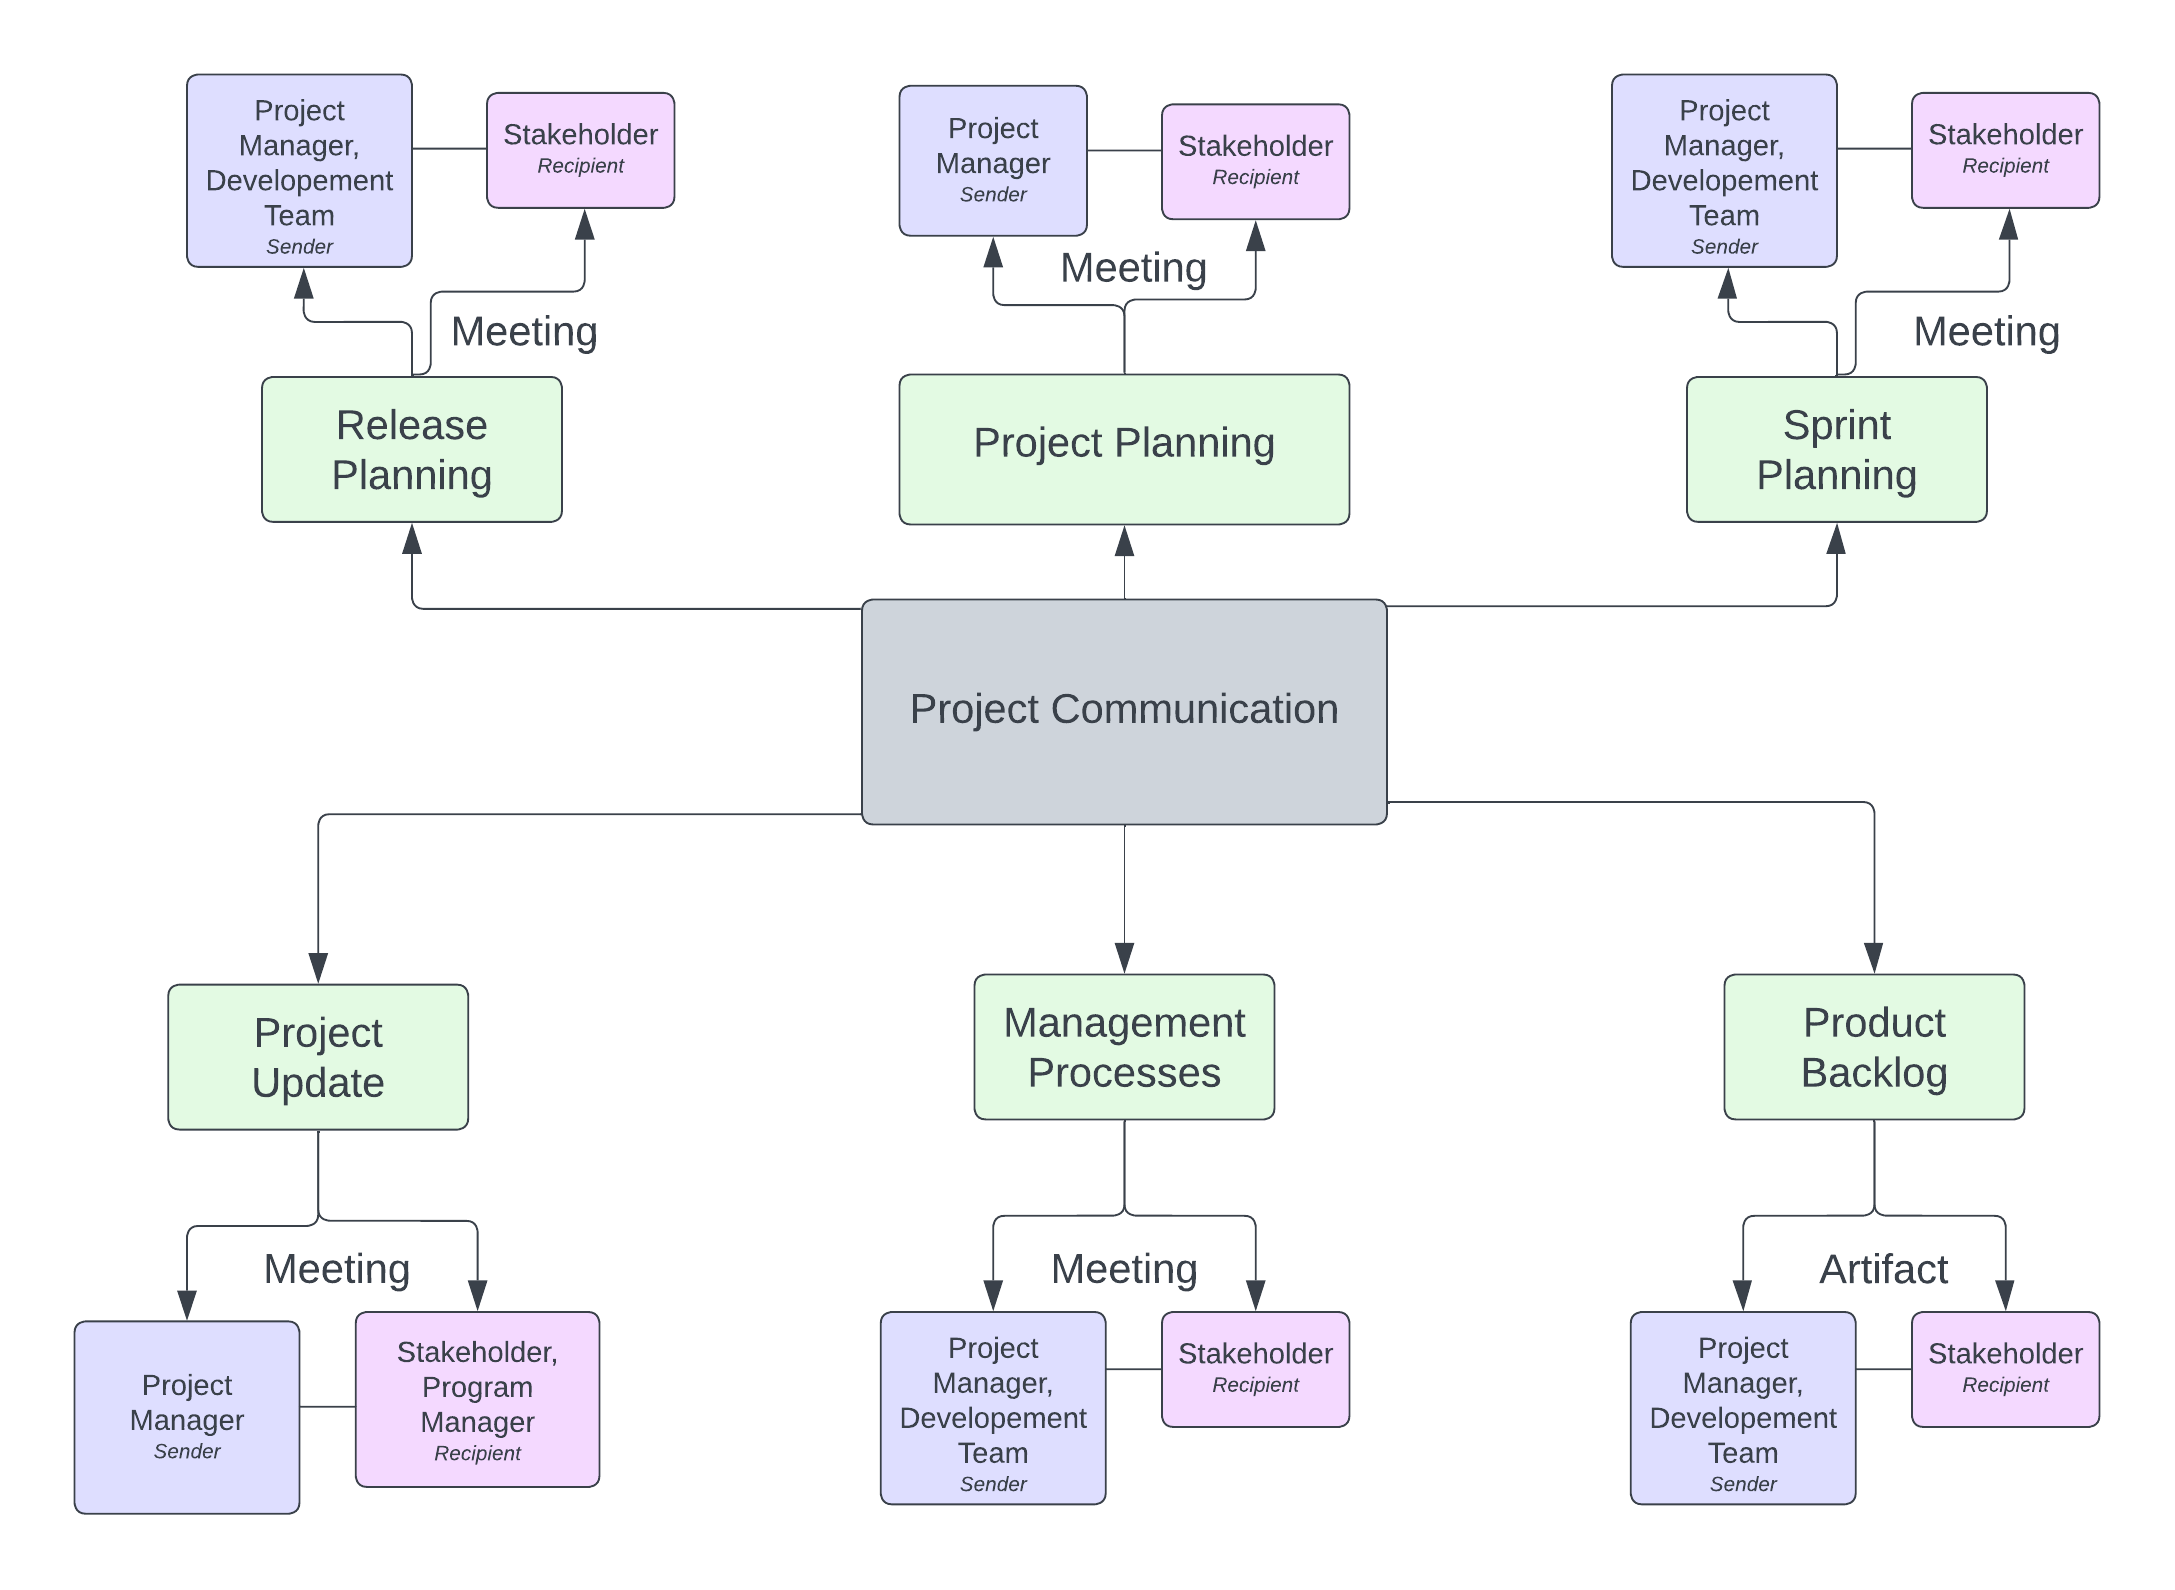 Project
Manager,
Developement
Team
Sender
Stakeholder
Recipient
Meeting
Release
Planning
Project
Manager
Sender
Stakeholder
Recipient
Meeting
Project Planning
Project
Manager,
Developement
Team
Sender
Stakeholder
Recipient
Meeting
Sprint
Planning
Project Communication
Project
Update
Meeting
Project
Manager
Sender
Stakeholder,
Program
Manager
Recipient
Management
Processes
Meeting
Project
Manager,
Developement
Team
Sender
Stakeholder
Recipient
Product
Backlog
Artifact
Project
Manager,
Developement
Team
Sender
Stakeholder
Recipient